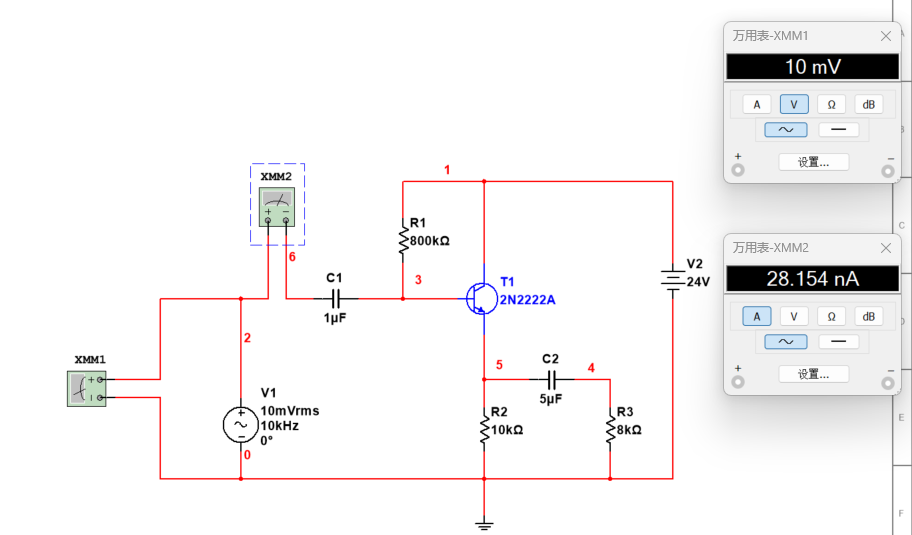 万用表-XMM1
10 mV
A V Ω dB
+ −
设置...
万用表-XMM2
28.154 nA
A V Ω dB
+ −
设置...
XMM2
+ −
6
1
R1
800kΩ
C1
1µF
3
T1
2N2222A
V2
24V
2
XMM1
+
−
V1
10mVrms
10kHz
0°
+
−
0
5
C2
5µF
4
R2
10kΩ
R3
8kΩ
A
B
C
D
E
F